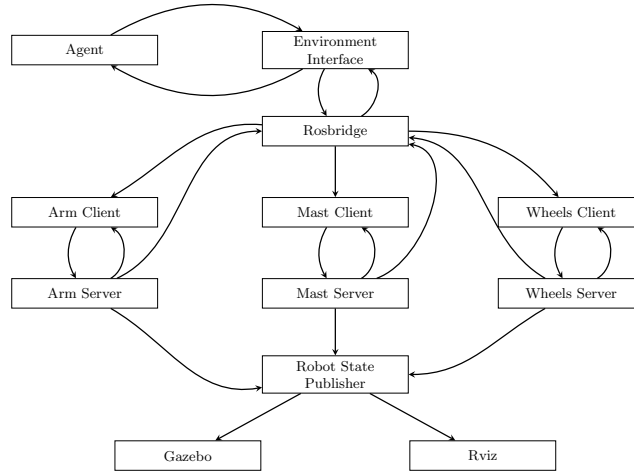 Agent
Environment
Interface
Rosbridge
Arm Client
Mast Client
Wheels Client
Arm Server
Mast Server
Wheels Server
Robot State
Publisher
Gazebo
Rviz